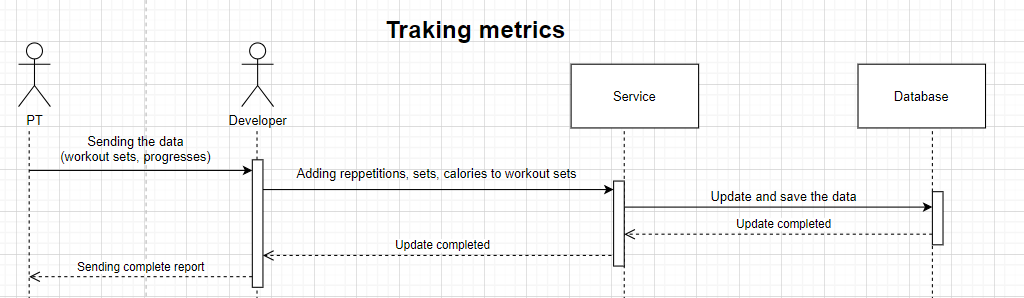 Traking metrics
PT
Developer
Service
Database
Sending the data
(workout sets, progresses)
Adding reppetitions, sets, calories to workout sets
Update and save the data
Update completed
Update completed
Sending complete report